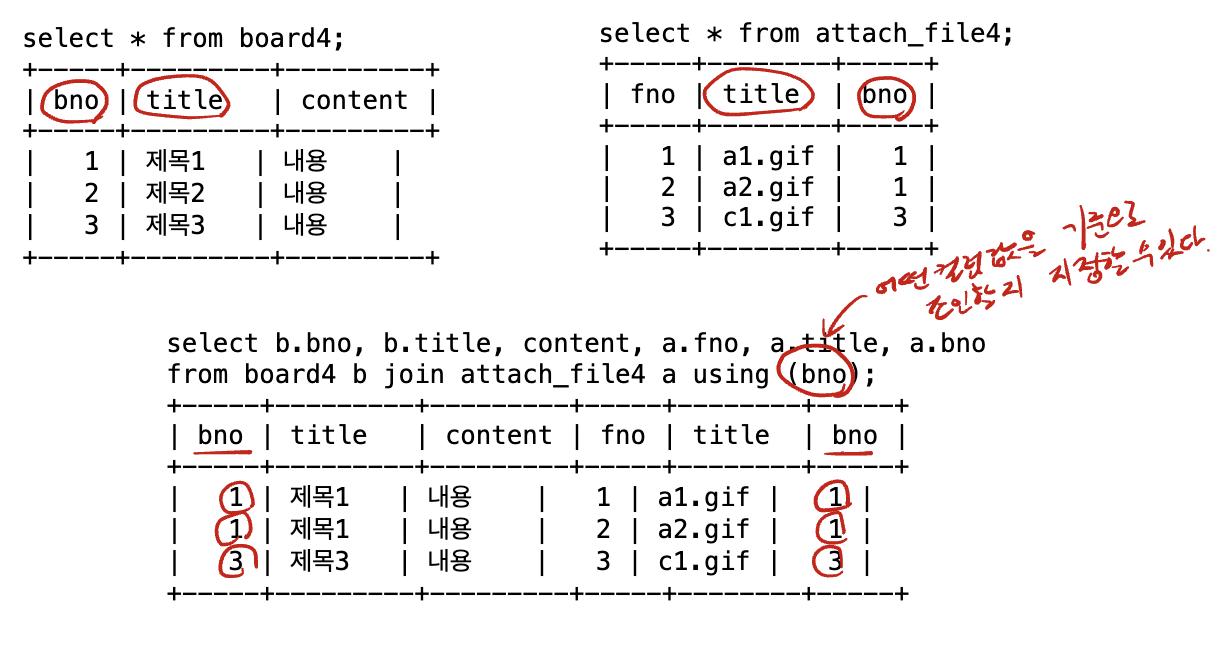 select * from board4;
+-----+---------+---------+
| bno | title   | content |
+-----+---------+---------+
|   1 | 제목1   | 내용    |
|   2 | 제목2   | 내용    |
|   3 | 제목3   | 내용    |
+-----+---------+---------+
select * from attach_file4;
+-----+--------+-----+
| fno | title  | bno |
+-----+--------+-----+
|   1 | a1.gif |   1 |
|   2 | a2.gif |   1 |
|   3 | c1.gif |   3 |
+-----+--------+-----+
어떤 컬럼 값을 기준으로
조인할지 지정할 수 있다.
select b.bno, b.title, content, a.fno, a.title, a.bno
from board4 b join attach_file4 a using (bno);
+-----+---------+---------+-----+--------+-----+
| bno | title   | content | fno | title  | bno |
+-----+---------+---------+-----+--------+-----+
|   1 | 제목1   | 내용    |   1 | a1.gif |   1 |
|   1 | 제목1   | 내용    |   2 | a2.gif |   1 |
|   3 | 제목3   | 내용    |   3 | c1.gif |   3 |
+-----+---------+---------+-----+--------+-----+